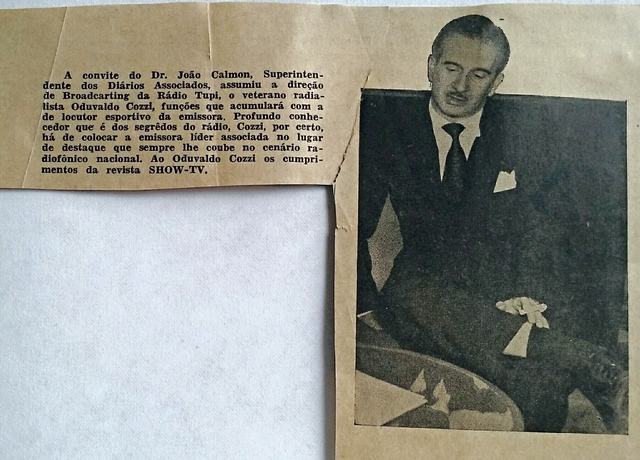 A convite do Dr. João Calmon, Superinten-
dente dos Diários Associados, assumiu a direção
de Broadcarting da Rádio Tupi, o veterano radia-
lista Oduvaldo Cozzi, funções que acumulará com a
de locutor esportivo da emissora. Profundo conhe-
cedor que é dos segrêdos do rádio, Cozzi, por certo,
há de colocar a emissora líder associada no lugar
de destaque que sempre lhe coube no cenário ra-
diofônico nacional. Ao Oduvaldo Cozzi os cumpri-
mentos da revista SHOW-TV.